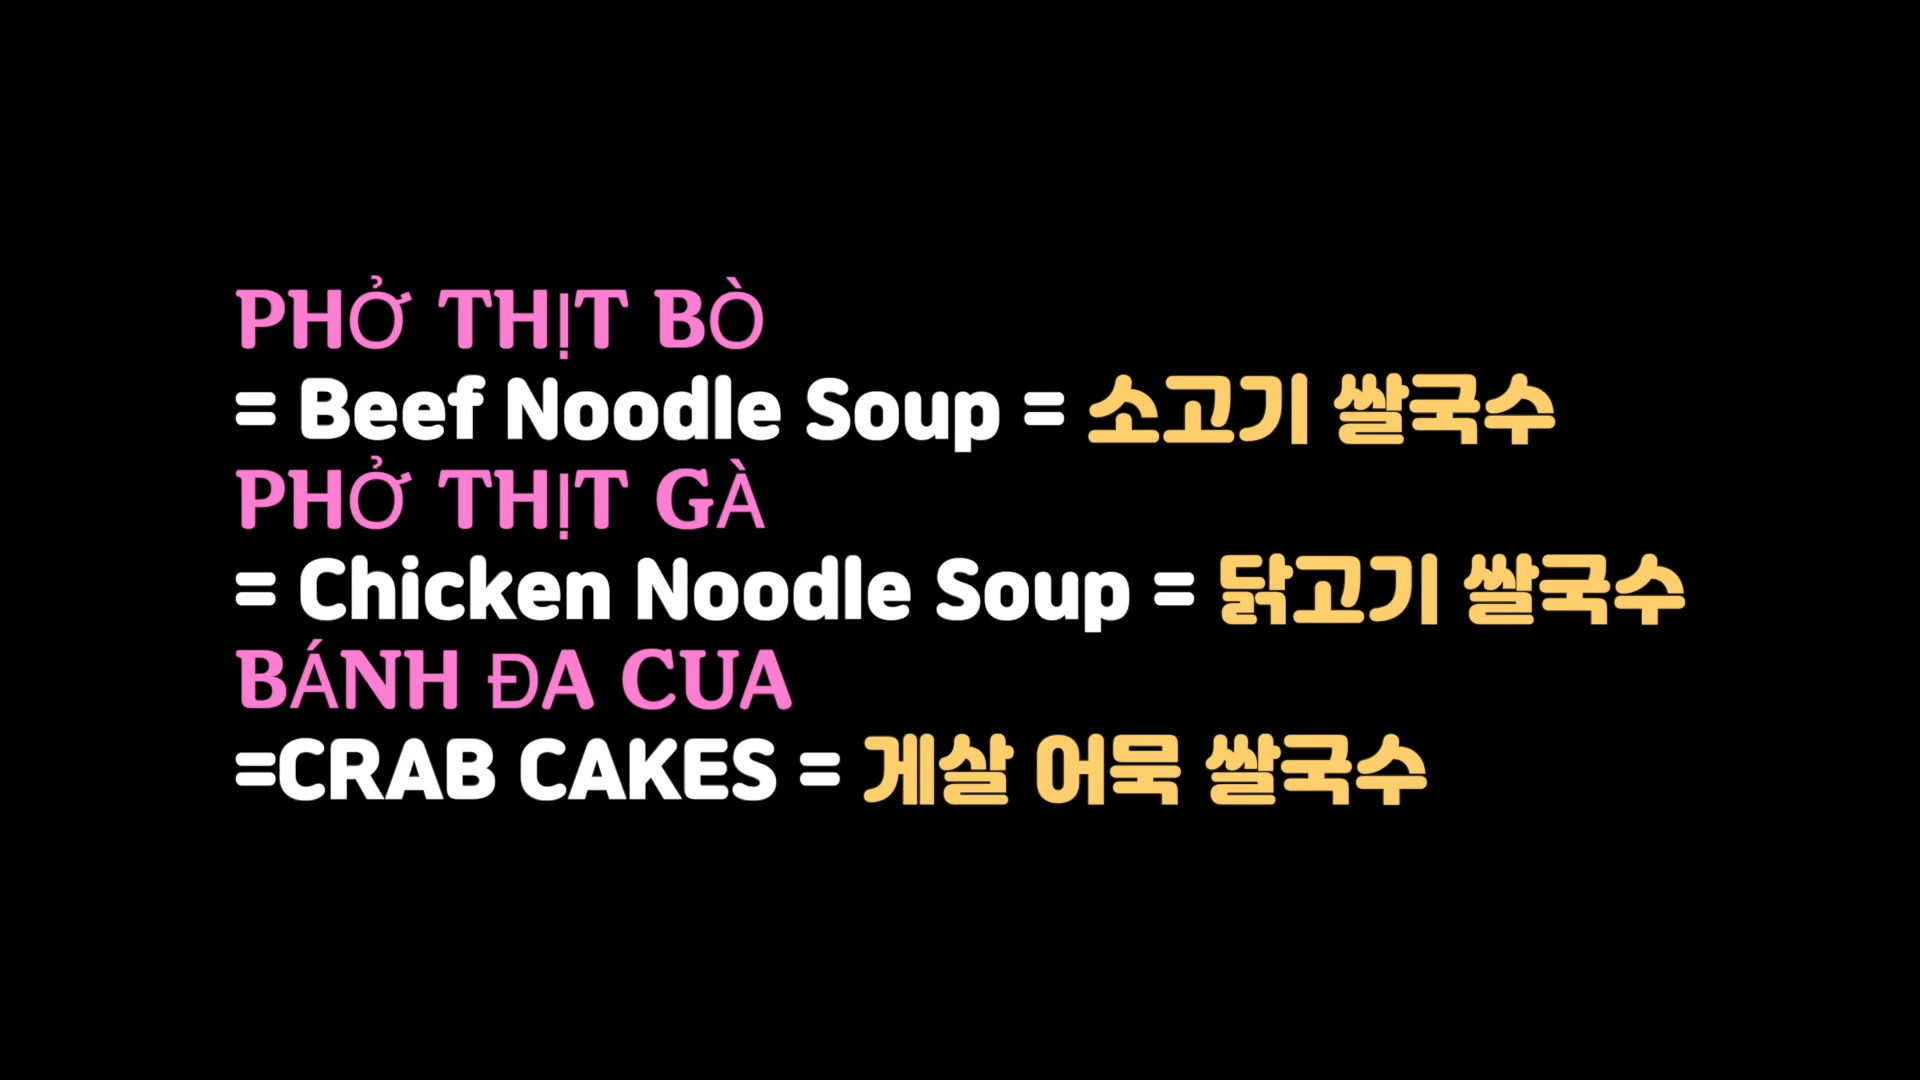 PHỞ THỊT BÒ
= Beef Noodle Soup = 소고기 쌀국수
PHỞ THỊT GÀ
= Chicken Noodle Soup = 닭고기 쌀국수
BÁNH ĐA CUA
=CRAB CAKES = 게살 어묵 쌀국수